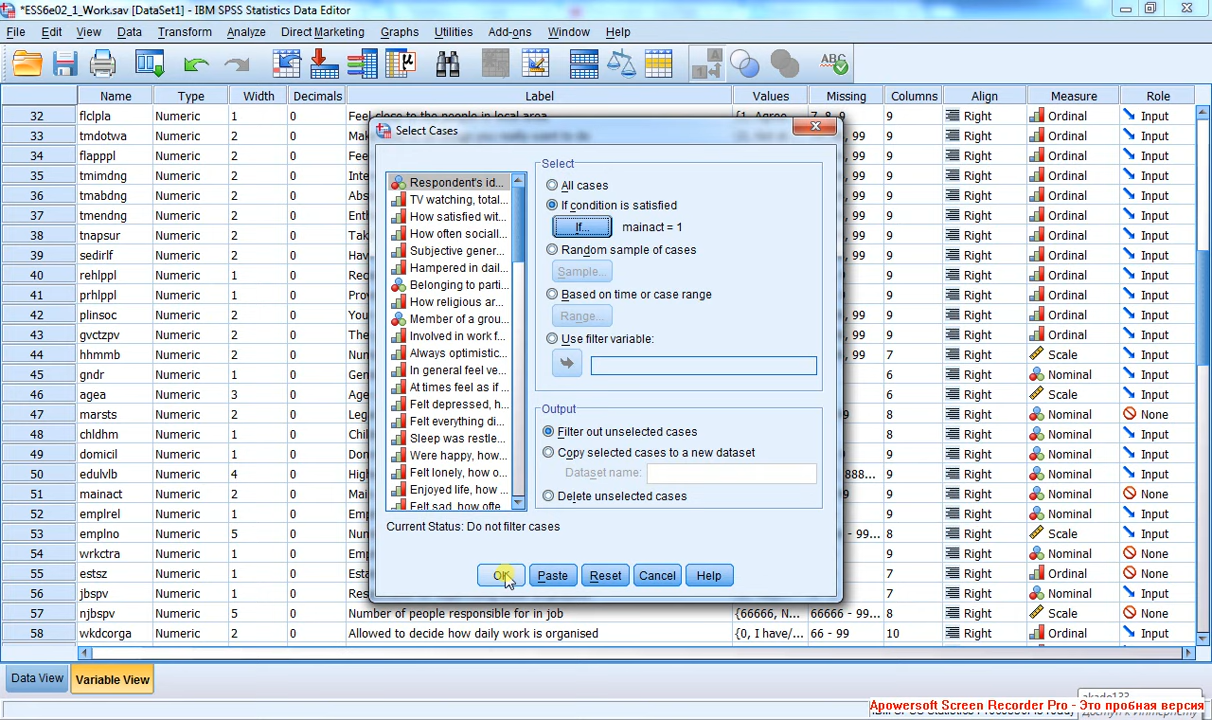 *ESS6e02_1_Work.sav [DataSet1] - IBM SPSS Statistics Data Editor
File Edit View Data Transform Analyze Direct Marketing Graphs Utilities Add-ons Window Help
Name Type Width Decimals Label Values Missing Columns Align Measure Role
32 flclpla Numeric 1 0 Feel close to the people in local area 9 Right Ordinal Input
33 tmdotwa Numeric 2 0 9 Right Ordinal Input
34 flapppl Numeric 2 0 99 9 Right Ordinal Input
35 tmimdng Numeric 2 0 99 9 Right Ordinal Input
36 tmabdng Numeric 2 0 99 9 Right Ordinal Input
37 tmendng Numeric 2 0 99 9 Right Ordinal Input
38 tnapsur Numeric 2 0 99 9 Right Ordinal Input
39 sedirlf Numeric 2 0 99 9 Right Ordinal Input
40 rehlppl Numeric 1 0 9 Right Ordinal Input
41 prhlppl Numeric 1 0 99 9 Right Ordinal Input
42 plinsoc Numeric 2 0 99 9 Right Ordinal Input
43 gvctzpv Numeric 2 0 99 9 Right Ordinal Input
44 hhmmb Numeric 2 0 99 7 Right Scale Input
45 gndr Numeric 1 0 6 Right Nominal Input
46 agea Numeric 3 0 6 Right Scale Input
47 marsts Numeric 2 0 99 8 Right Nominal None
48 chldhm Numeric 1 0 8 Right Nominal Input
49 domicil Numeric 1 0 9 Right Nominal Input
50 edulvlb Numeric 4 0 888... 9 Right Nominal Input
51 mainact Numeric 2 0 99 9 Right Nominal None
52 emplrel Numeric 1 0 9 Right Nominal Input
53 emplno Numeric 5 0 9... 8 Right Scale Input
54 wrkctra Numeric 1 0 9 Right Nominal None
55 estsz Numeric 1 0 7 Right Ordinal None
56 jbspv Numeric 1 0 7 Right Nominal Input
57 njbspv Numeric 5 0 Number of people responsible for in job {66666, N... 66666 - 99... 8 Right Scale None
58 wkdcorga Numeric 2 0 Allowed to decide how daily work is organised {0, I have/... 66 - 99 10 Right Ordinal Input
Select Cases
Respondent's id...
TV watching, total...
How satisfied wit...
How often sociall...
Subjective gener...
Hampered in dail...
Belonging to parti...
How religious ar...
Member of a grou...
Involved in work f...
Always optimistic...
In general feel ve...
At times feel as if ...
Felt depressed, h...
Felt everything di...
Sleep was restle...
Were happy, how...
Felt lonely, how o...
Enjoyed life, how ...
Felt sad, how ofte...
Select
All cases
If condition is satisfied
If... mainact = 1
Random sample of cases
Sample...
Based on time or case range
Range...
Use filter variable:
Output
Filter out unselected cases
Copy selected cases to a new dataset
Dataset name:
Delete unselected cases
Current Status: Do not filter cases
OK Paste Reset Cancel Help
Data View Variable View
akado133
Apowersoft Screen Recorder Pro - Это пробная версия